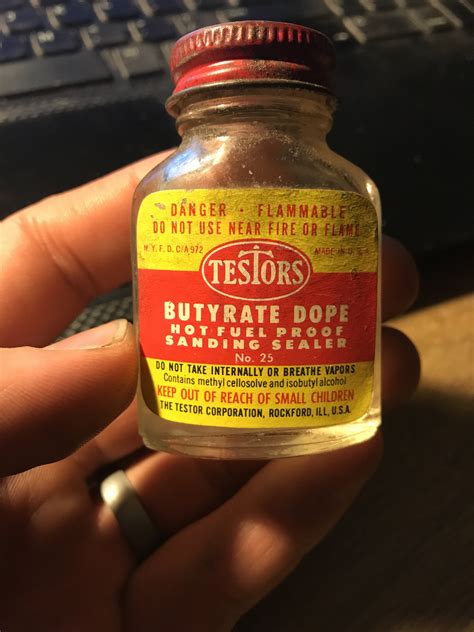 DANGER - FLAMMABLE
DO NOT USE NEAR FIRE OR FLAME
N.Y.F.D. C/A 972 MADE IN U.S.A.
TESTORS
BUTYRATE DOPE
HOT FUEL PROOF
SANDING SEALER
No. 25
DO NOT TAKE INTERNALLY OR BREATHE VAPORS
Contains methyl cellosolve and isobutyl alcohol
KEEP OUT OF REACH OF SMALL CHILDREN
THE TESTOR CORPORATION, ROCKFORD, ILL, U.S.A.